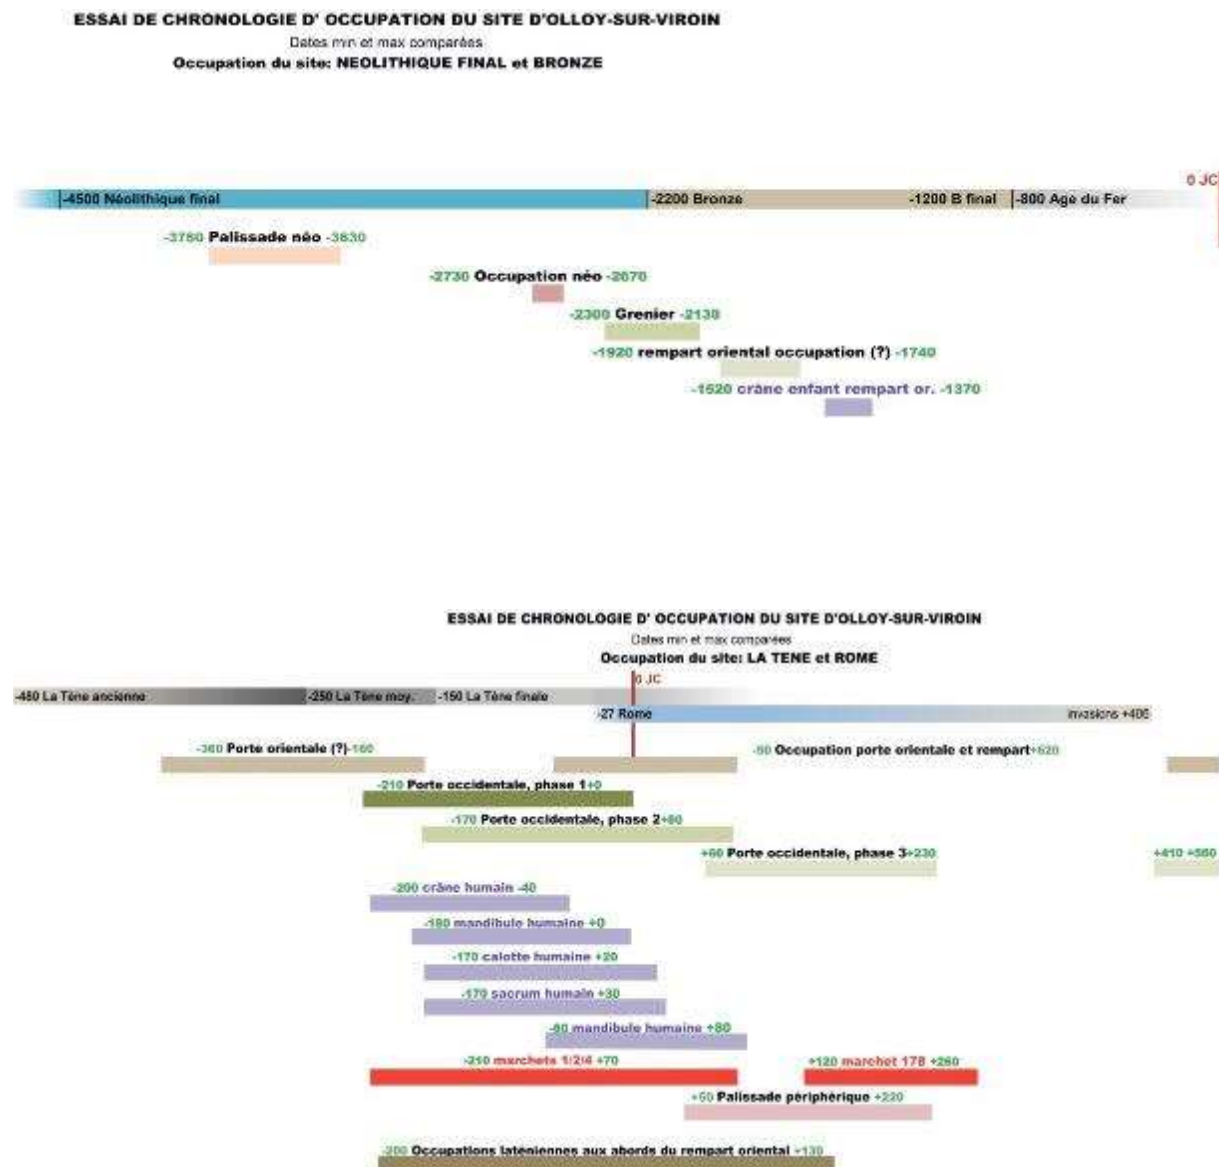 ESSAI DE CHRONOLOGIE D' OCCUPATION DU SITE D'OLLOY-SUR-VIROIN
Dates min et max comparées
Occupation du site: NEOLITHIQUE FINAL et BRONZE
0 JC
-4500 Néolithique final -2200 Bronze -1200 B final -800 Age du Fer
-3780 Palissade néo -3630
-2730 Occupation néo -2670
-2300 Grenier -2130
-1920 rempart oriental occupation (?) -1740
-1520 crâne enfant rempart or. -1370
ESSAI DE CHRONOLOGIE D' OCCUPATION DU SITE D'OLLOY-SUR-VIROIN
Dates min et max comparées
Occupation du site: LA TENE et ROME
0 JC
-480 La Tène ancienne -250 La Tène moy. -150 La Tène finale
-27 Rome invasions +406
-360 Porte orientale (?)-160 Occupation porte orientale et rempart
-210 Porte occidentale, phase 1+0
-170 Porte occidentale, phase 2+80
+60 Porte occidentale, phase 3+230 +410 +560
-200 crâne humain -40
mandibule humaine +0
-170 calotte humaine +20
-170 sacrum humain +30
mandibule humaine +80
-210 marchets 1/2/4 +70 +120 marchet 178 +260
+50 Palissade périphérique +220
-200 Occupations laténiennes aux abords du rempart oriental +130